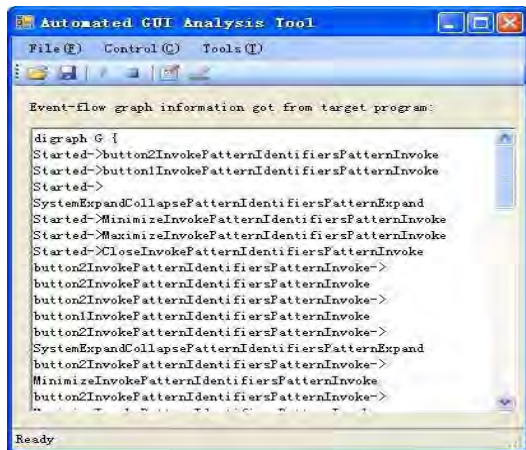 Automated GUI Analysis Tool
File(F) Control(C) Tools(T)
Event-flow graph information got from target program:
digraph G {
Started->button2InvokePatternIdentifiersPatternInvoke
Started->button1InvokePatternIdentifiersPatternInvoke
Started->
SystemExpandCollapsePatternIdentifiersPatternExpand
Started->MinimizeInvokePatternIdentifiersPatternInvoke
Started->MaximizeInvokePatternIdentifiersPatternInvoke
Started->CloseInvokePatternIdentifiersPatternInvoke
button2InvokePatternIdentifiersPatternInvoke->
button2InvokePatternIdentifiersPatternInvoke
button2InvokePatternIdentifiersPatternInvoke->
button1InvokePatternIdentifiersPatternInvoke
button2InvokePatternIdentifiersPatternInvoke->
SystemExpandCollapsePatternIdentifiersPatternExpand
button2InvokePatternIdentifiersPatternInvoke->
MinimizeInvokePatternIdentifiersPatternInvoke
button2InvokePatternIdentifiersPatternInvoke->
Ready